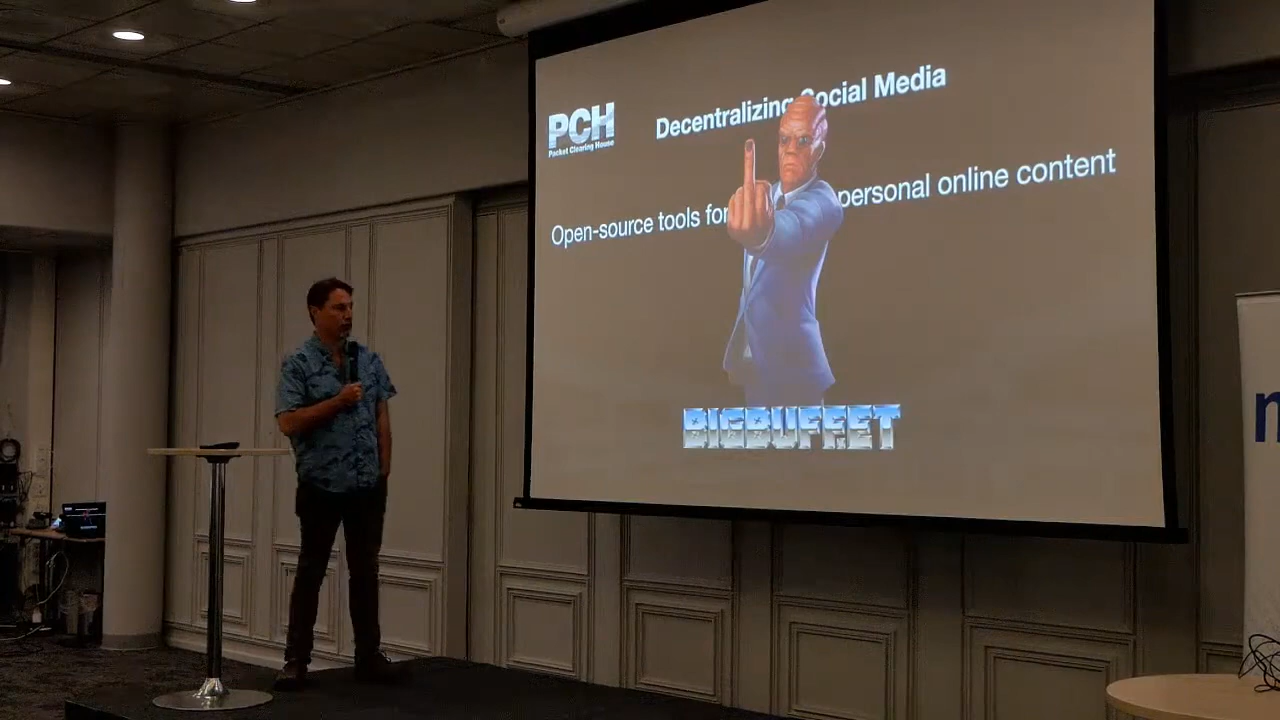 PCH
Packet Clearing House
Decentralizing Social Media
Open-source tools for personal online content
BIGBUFFET
n